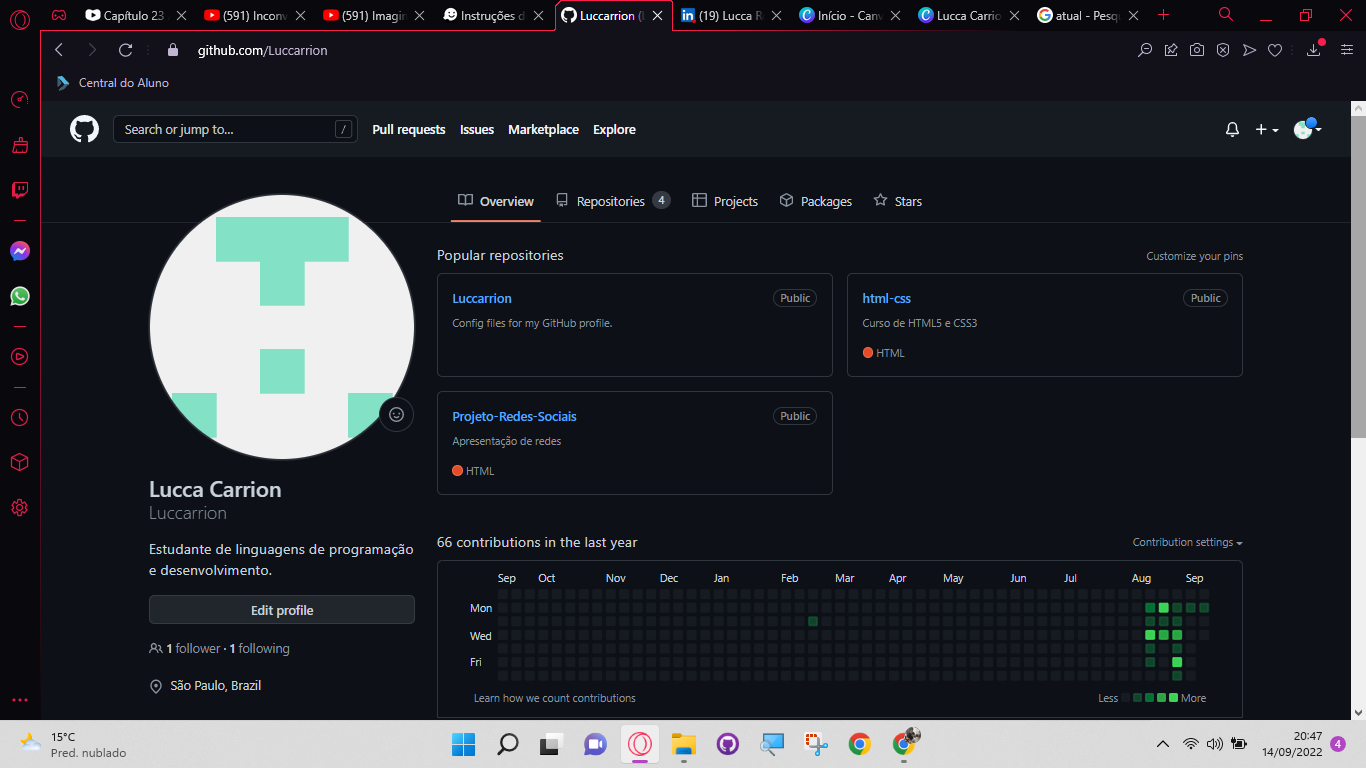 Capítulo 23
(591) Inconv
(591) Imagin
Instruções d
Luccarrion (
(19) Lucca R
Início - Canv
Lucca Carrio
atual - Pesqu
github.com/Luccarrion
Central do Aluno
Search or jump to... /
Pull requests Issues Marketplace Explore
Overview Repositories 4 Projects Packages Stars
Popular repositories
Customize your pins
Luccarrion Public
Config files for my GitHub profile.
html-css Public
Curso de HTML5 e CSS3
HTML
Projeto-Redes-Sociais Public
Apresentação de redes
HTML
Lucca Carrion
Luccarrion
Estudante de linguagens de programação
e desenvolvimento.
Edit profile
1 follower · 1 following
São Paulo, Brazil
66 contributions in the last year
Contribution settings
Sep Oct Nov Dec Jan Feb Mar Apr May Jun Jul Aug Sep
Mon
Wed
Fri
Learn how we count contributions
Less More
15°C
Pred. nublado
20:47
14/09/2022
4